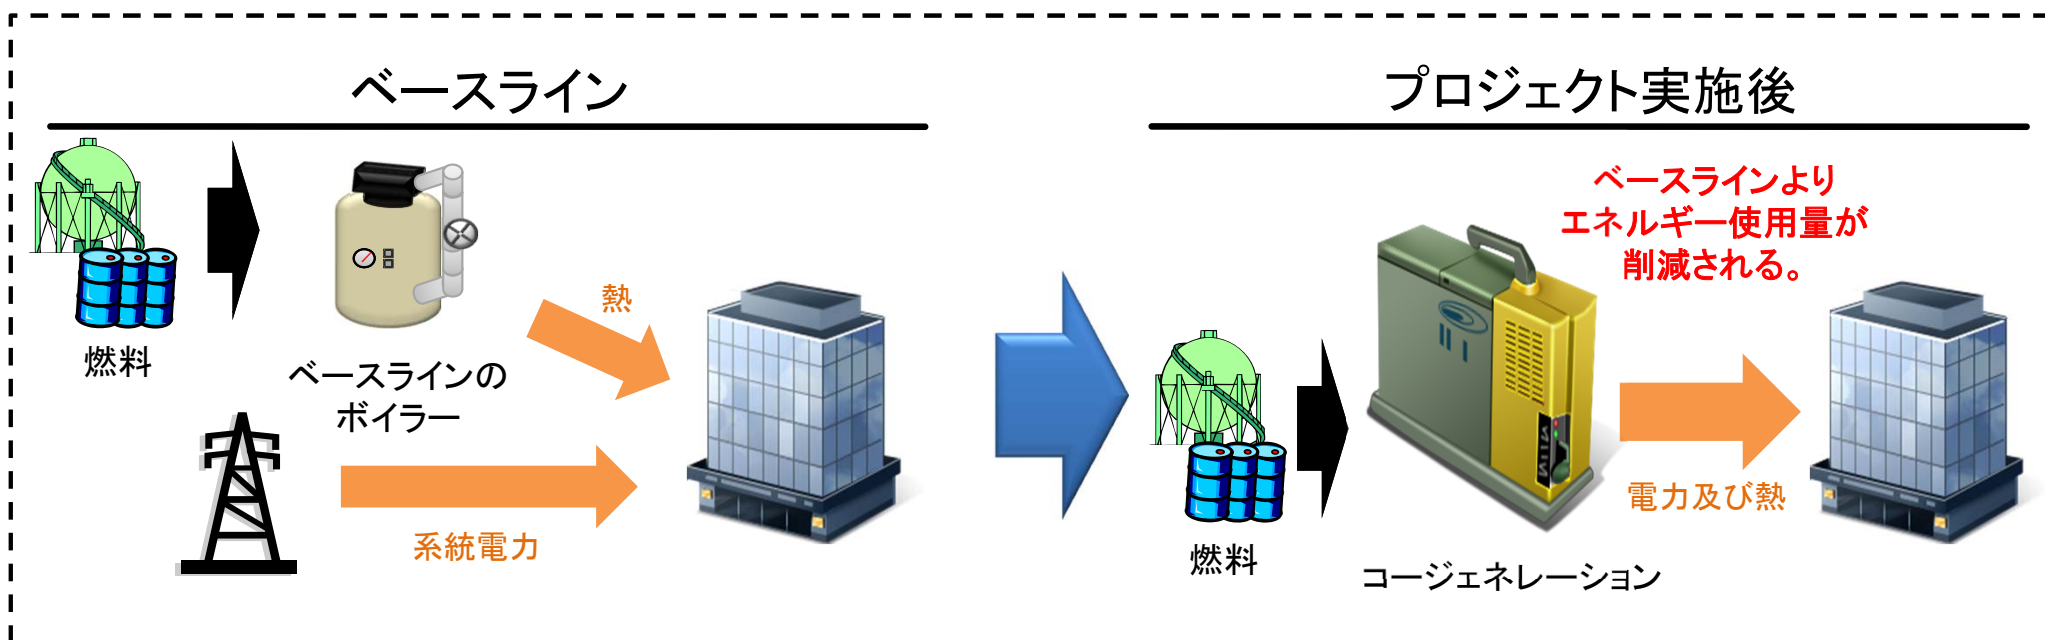 ベースライン
燃料
ベースラインの
ボイラー
熱
系統電力
プロジェクト実施後
ベースラインより
エネルギー使用量が
削減される。
燃料
コージェネレーション
電力及び熱